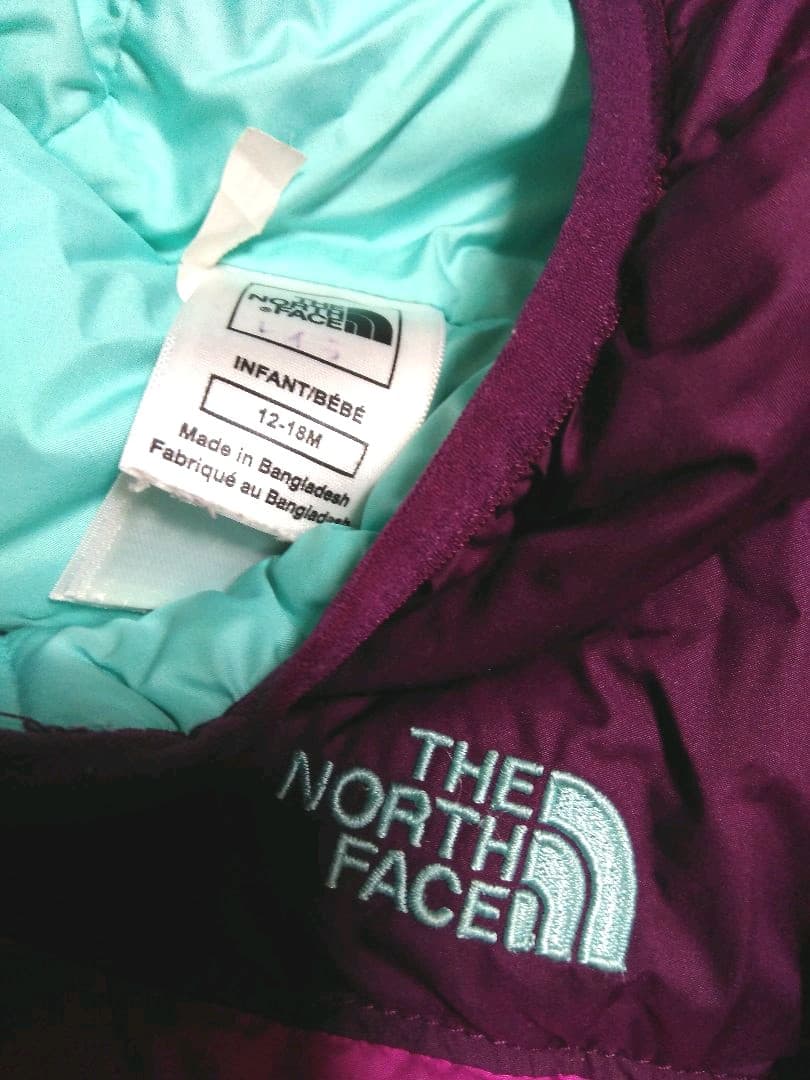 THE
NORTH
FACE
INFANT/BÉBÉ
12-18M
Made in Bangladesh
Fabriqué au Bangladesh
THE
NORTH
FACE